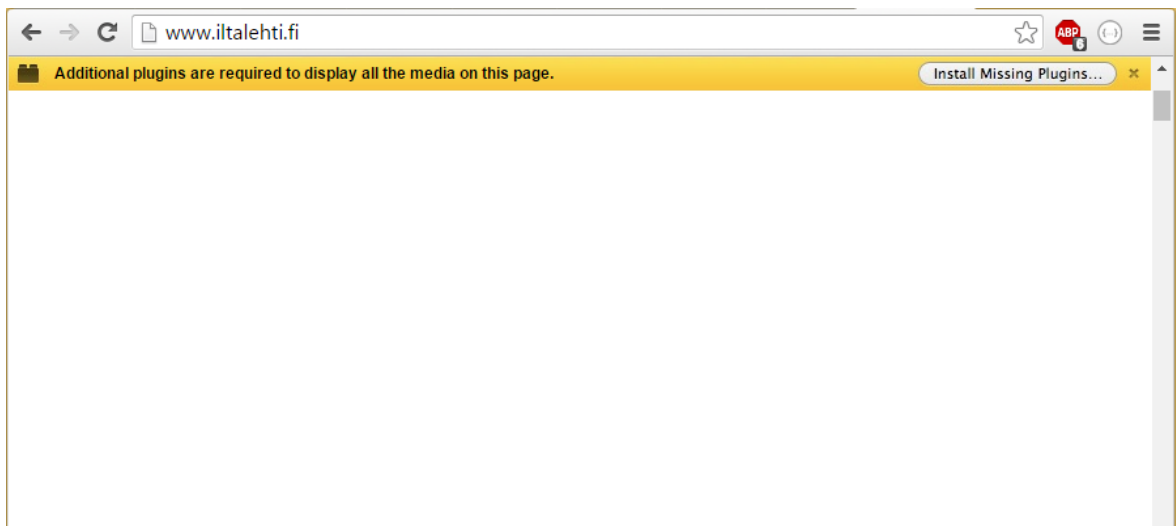 www.iltalehti.fi
ABP
6
Additional plugins are required to display all the media on this page.
Install Missing Plugins...